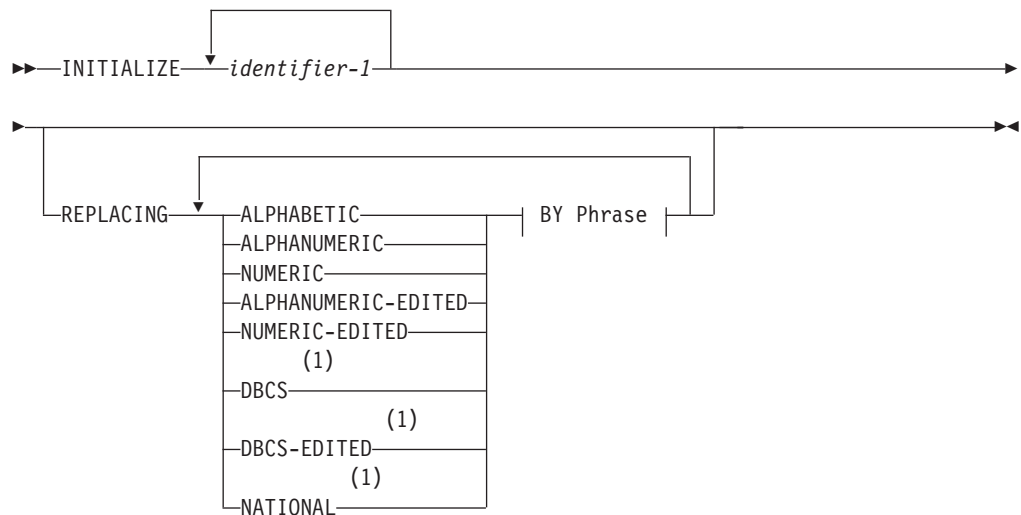 INITIALIZE identifier-1
REPLACING ALPHABETIC BY Phrase
ALPHANUMERIC
NUMERIC
ALPHANUMERIC-EDITED
NUMERIC-EDITED
(1)
DBCS
(1)
DBCS-EDITED
(1)
NATIONAL